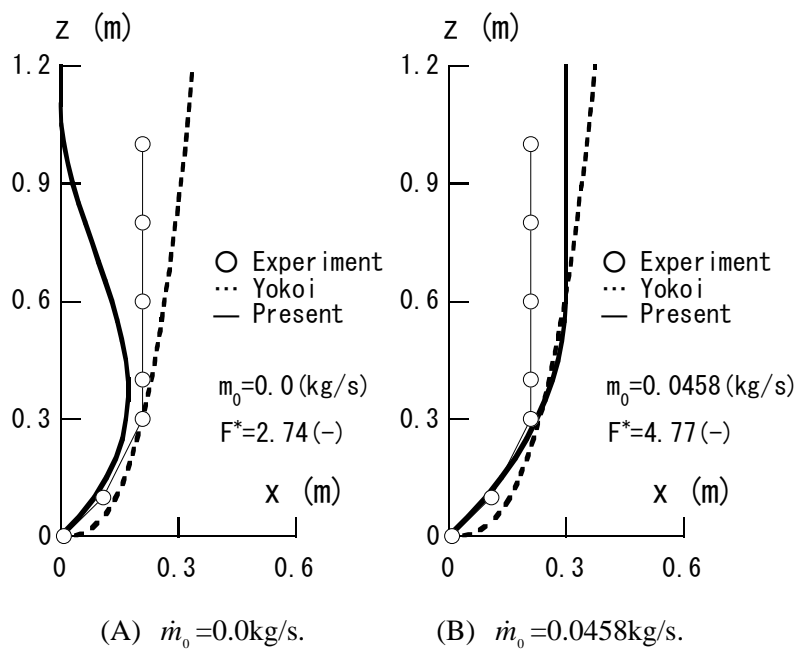 z (m)
1.2
0.9
0.6
0.3
0
0
0.3
0.6
x (m)
Experiment
Yokoi
Present
m₀=0.0(kg/s)
F*=2.74(-)
(A) ṁ₀=0.0kg/s.
z (m)
1.2
0.9
0.6
0.3
0
0
0.3
0.6
x (m)
Experiment
Yokoi
Present
m₀=0.0458(kg/s)
F*=4.77(-)
(B) ṁ₀=0.0458kg/s.